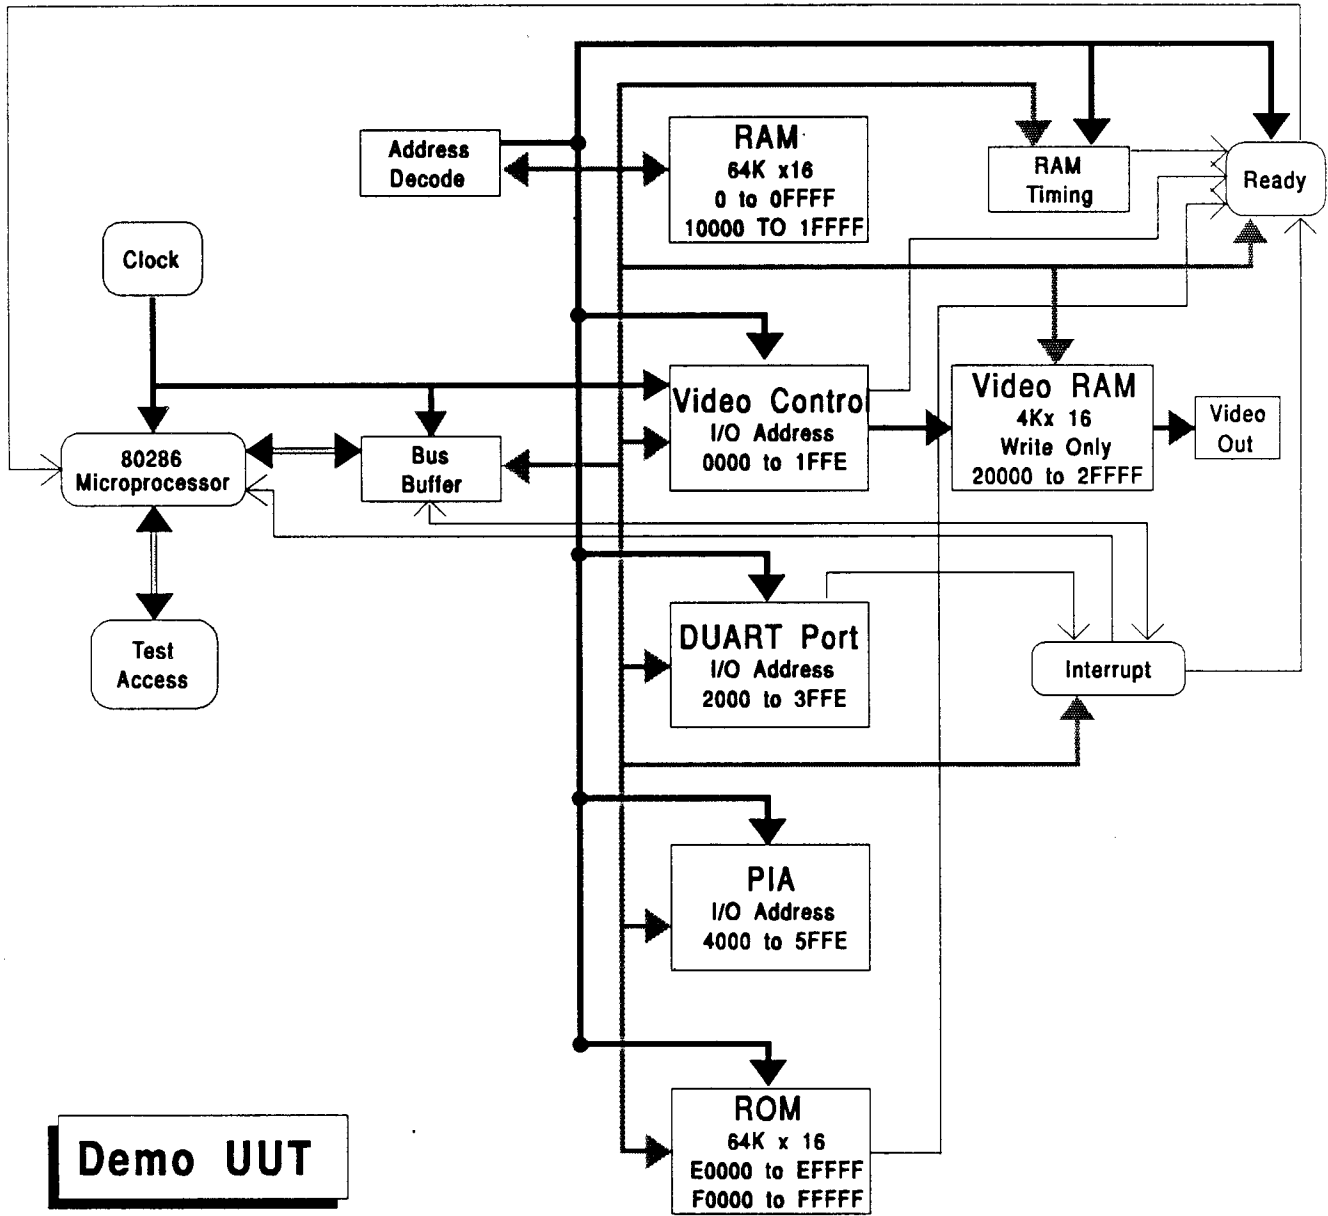 Address
Decode
RAM
64K x16
0 to 0FFFF
10000 TO 1FFFF
RAM
Timing
Ready
Clock
80286
Microprocessor
Bus
Buffer
Video Control
I/O Address
0000 to 1FFE
Video RAM
4Kx 16
Write Only
20000 to 2FFFF
Video
Out
Test
Access
DUART Port
I/O Address
2000 to 3FFE
Interrupt
PIA
I/O Address
4000 to 5FFE
ROM
64K x 16
E0000 to EFFFF
F0000 to FFFFF
Demo UUT